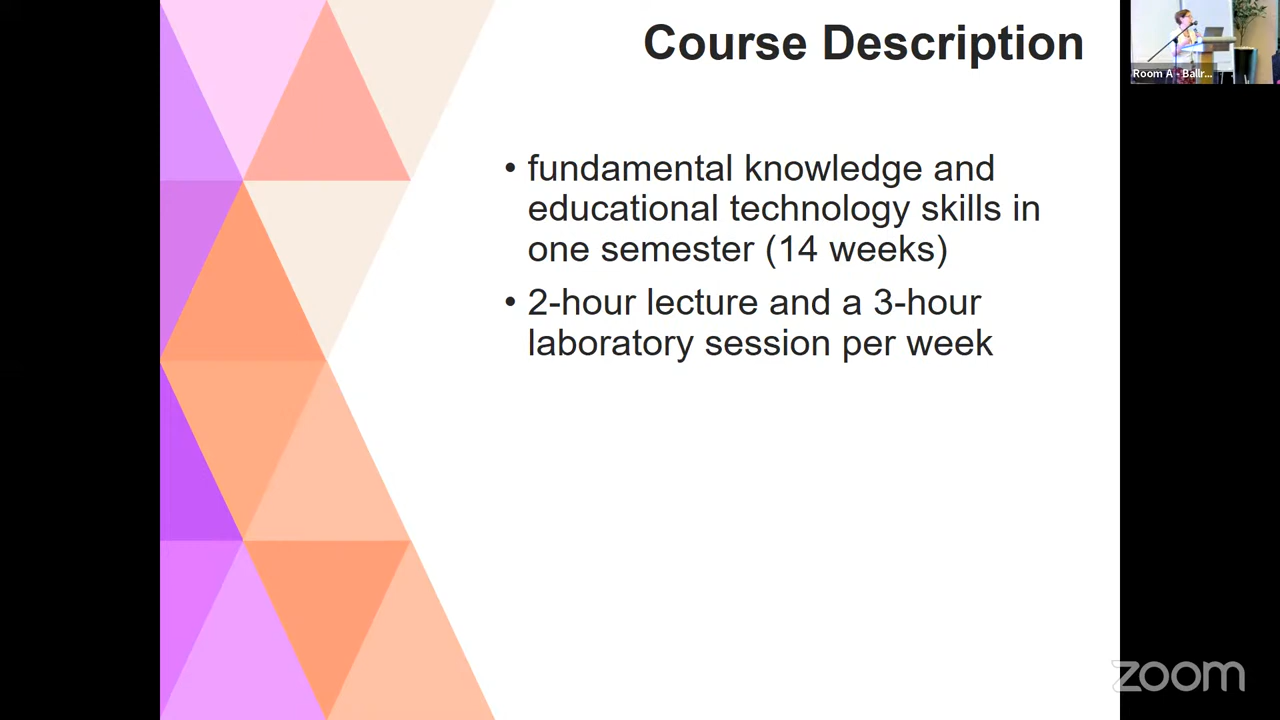 Course Description
Room A - Ballr...
• fundamental knowledge and
educational technology skills in
one semester (14 weeks)
• 2-hour lecture and a 3-hour
laboratory session per week
zoom